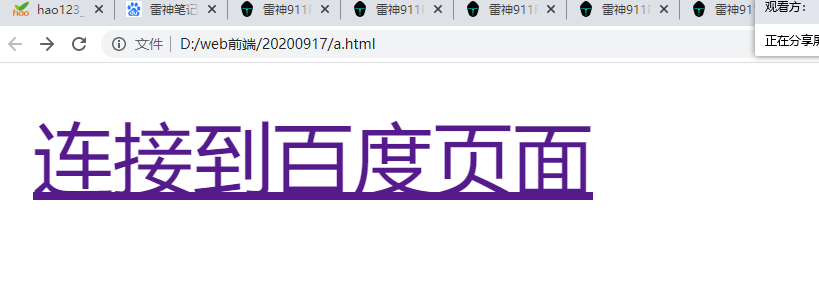 hao123_ 雷神笔记 雷神911 雷神911 雷神911 雷神911 雷神911 观看方:
文件 D:/web前端/20200917/a.html 正在分享屏
连接到百度页面